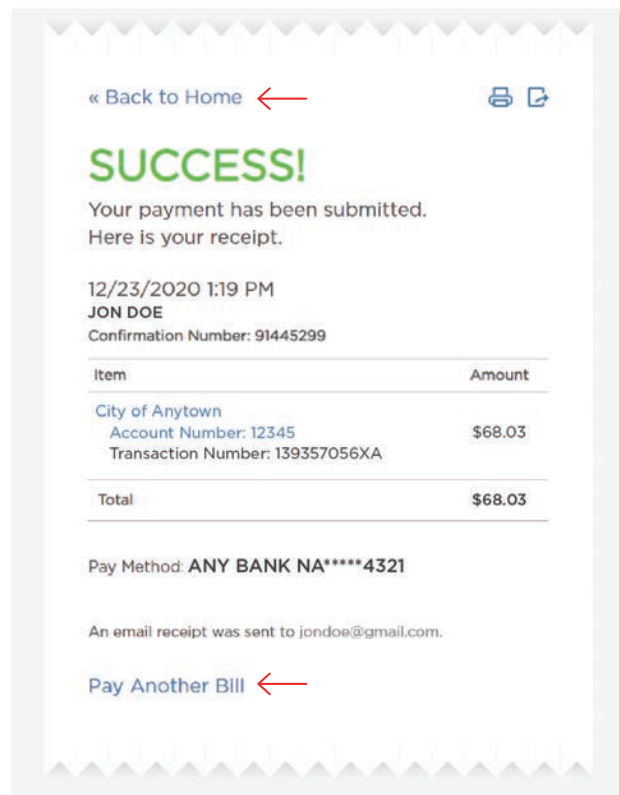 « Back to Home
SUCCESS!
Your payment has been submitted.
Here is your receipt.
12/23/2020 1:19 PM
JON DOE
Confirmation Number: 91445299
Item Amount
City of Anytown
Account Number: 12345 $68.03
Transaction Number: 139357056XA
Total $68.03
Pay Method: ANY BANK NA*****4321
An email receipt was sent to jondoe@gmail.com.
Pay Another Bill